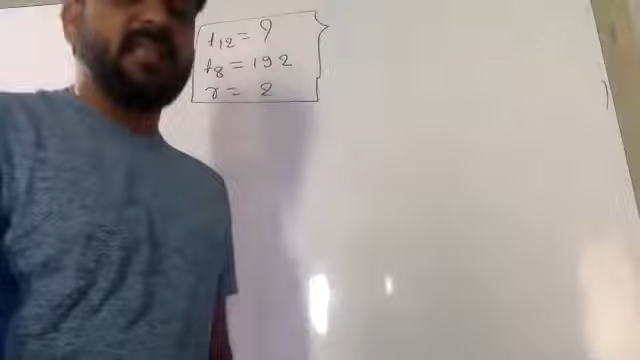 t₁₂ = ?
t₈ = 192
r = 2